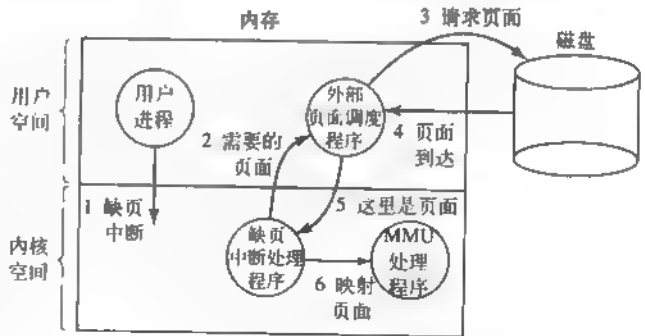 内存
3 请求页面
磁盘
用户
空间
用户
进程
外部
页面调度
程序
2 需要的
页面
4 页面
到达
1 缺页
中断
5 这里是页面
内核
空间
缺页
中断处理
程序
MMU
处理
程序
6 映射
页面